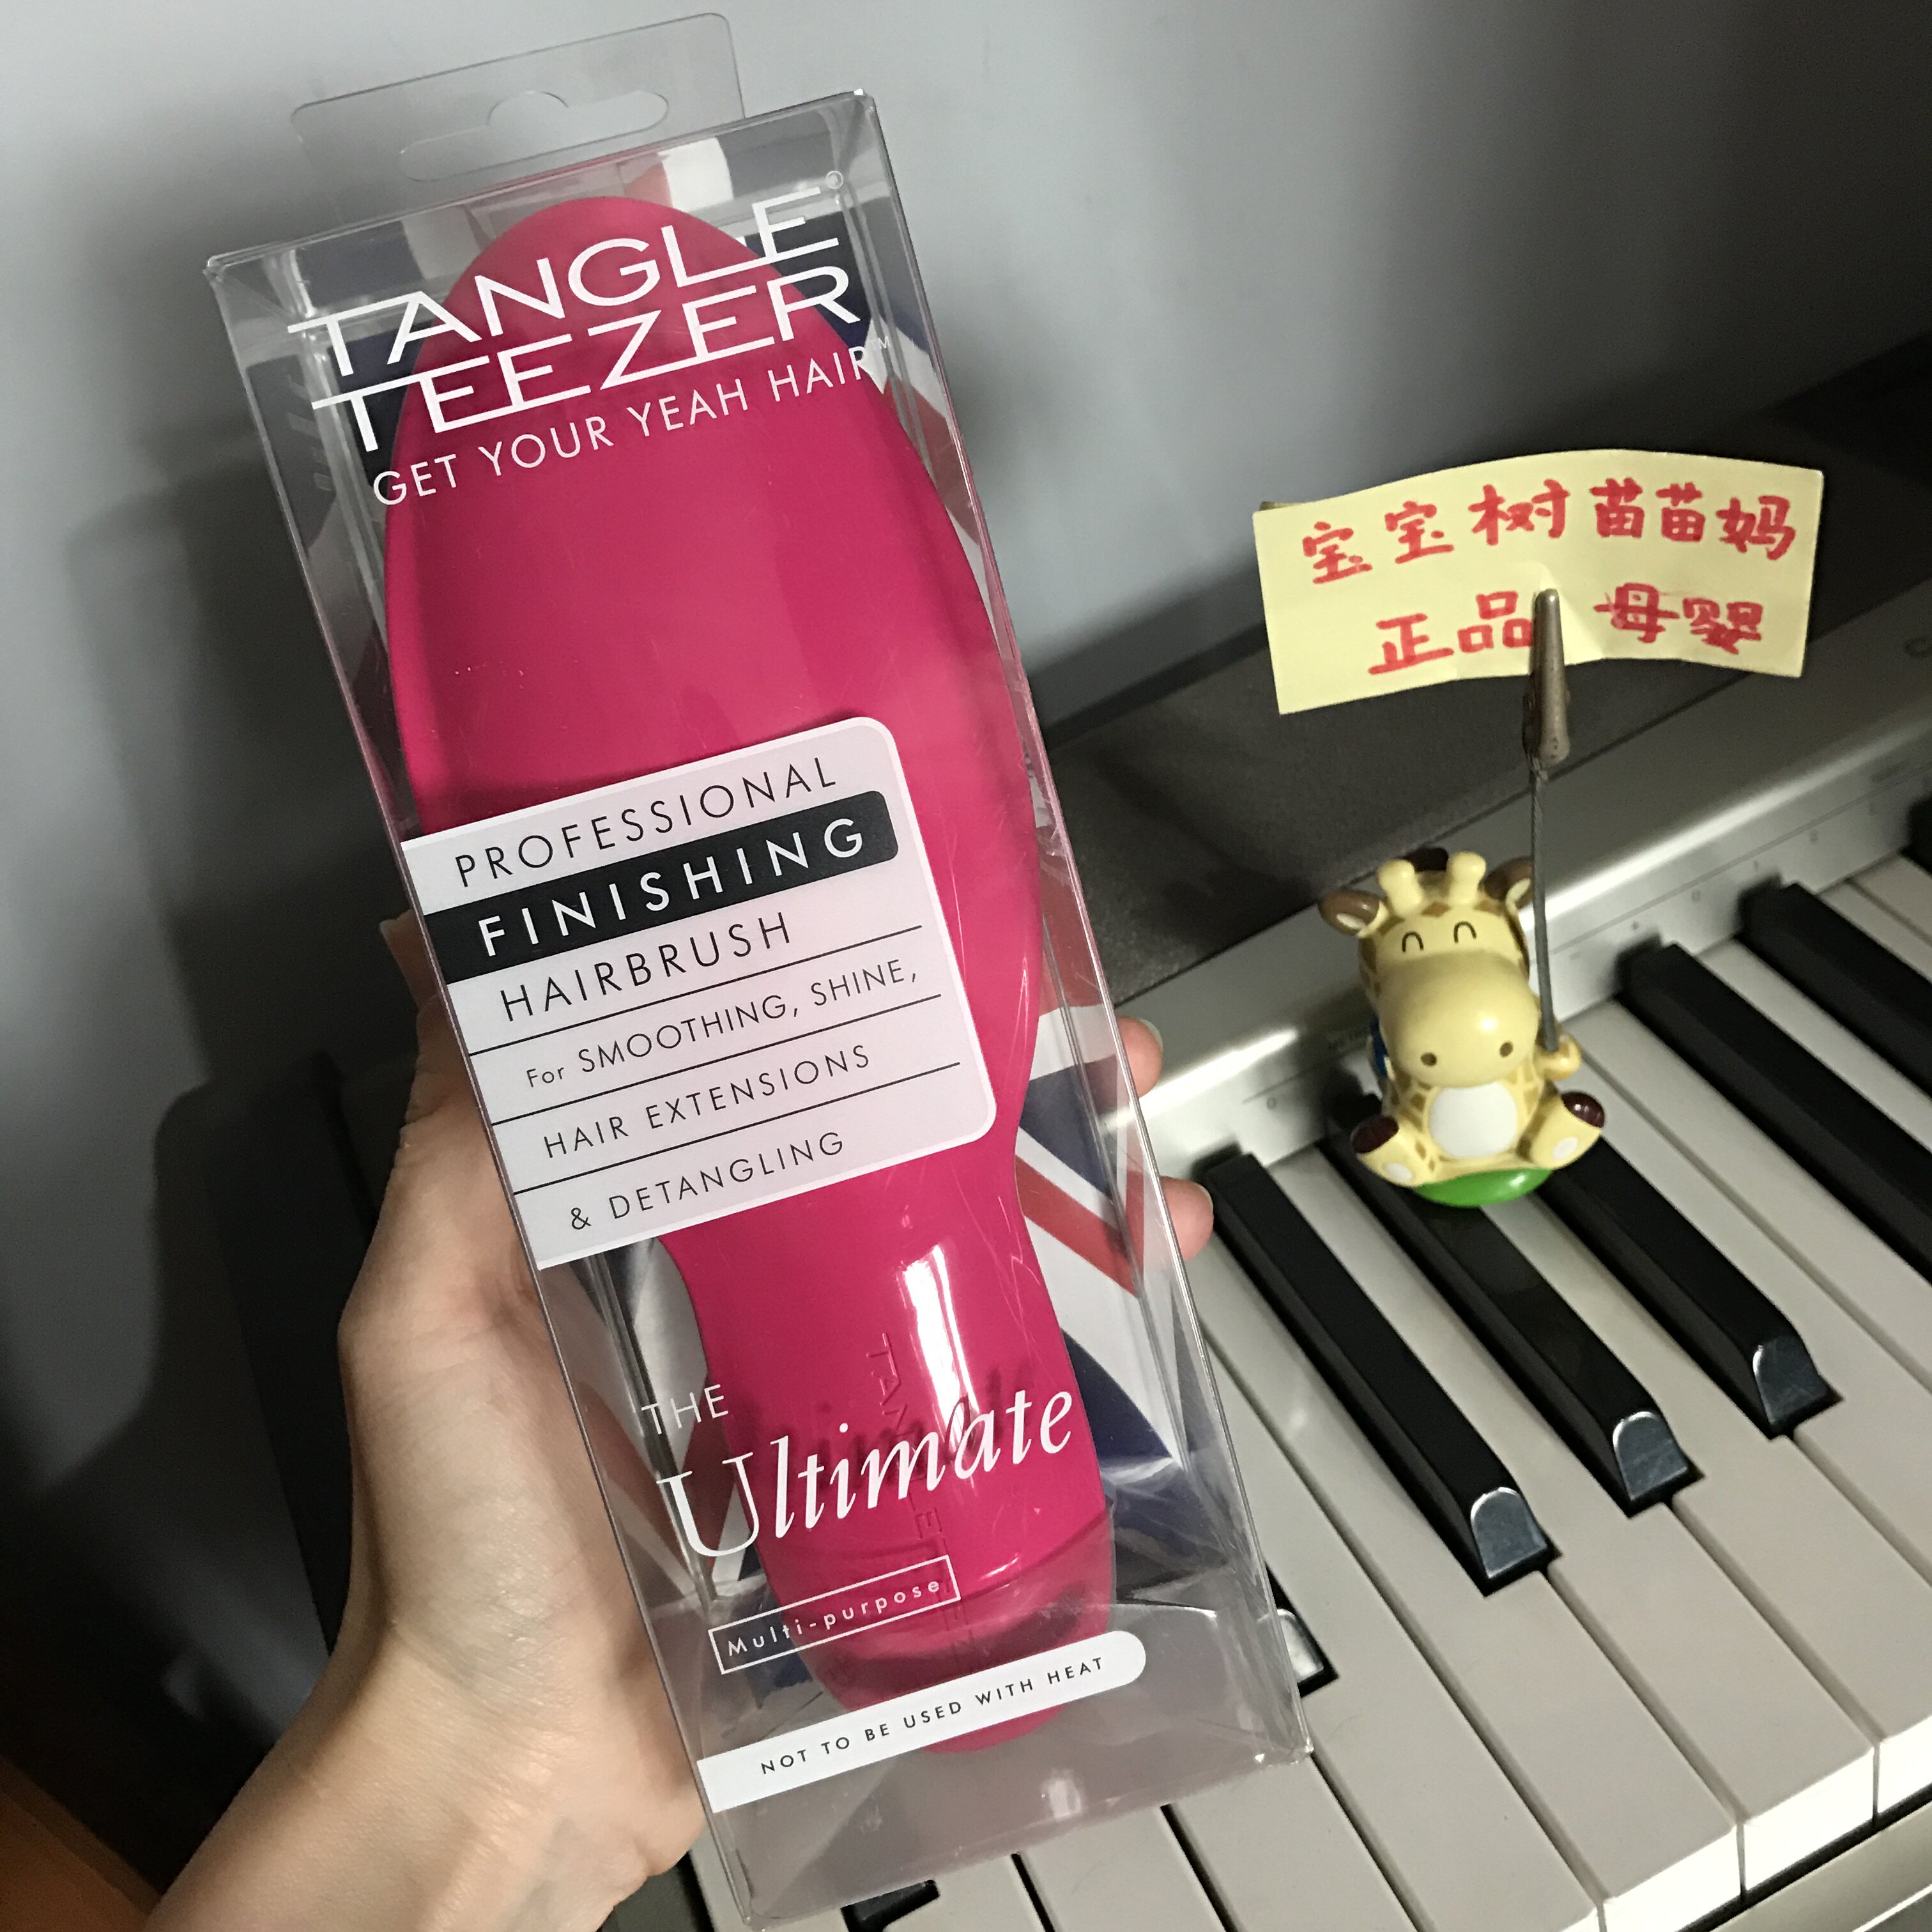 TANGLE
TEEZER
GET YOUR YEAH HAIR™
PROFESSIONAL
FINISHING
HAIRBRUSH
For SMOOTHING, SHINE,
HAIR EXTENSIONS
& DETANGLING
THE
Ultimate
Multi-purpose
NOT TO BE USED WITH HEAT
宝宝树苗苗妈
正品 母婴